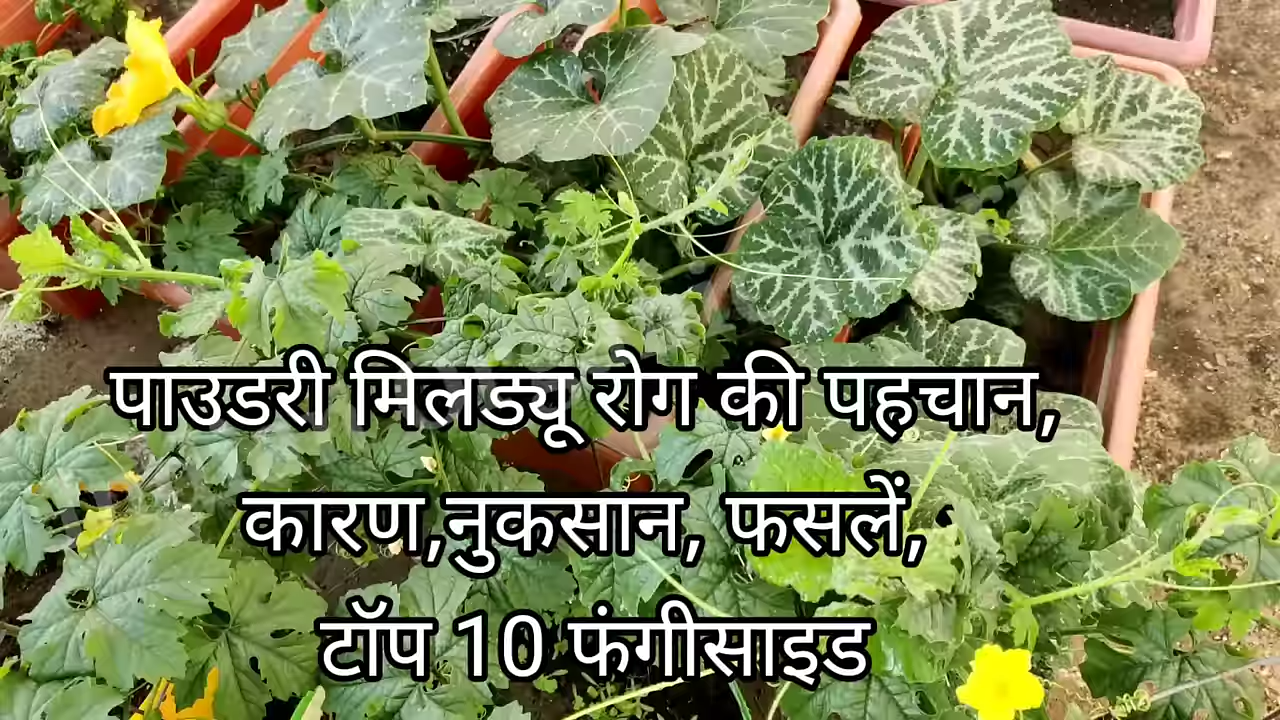 पाउडरी मिलड्यू रोग की पहचान,
कारण,नुकसान, फसलें,
टॉप 10 फंगीसाइड